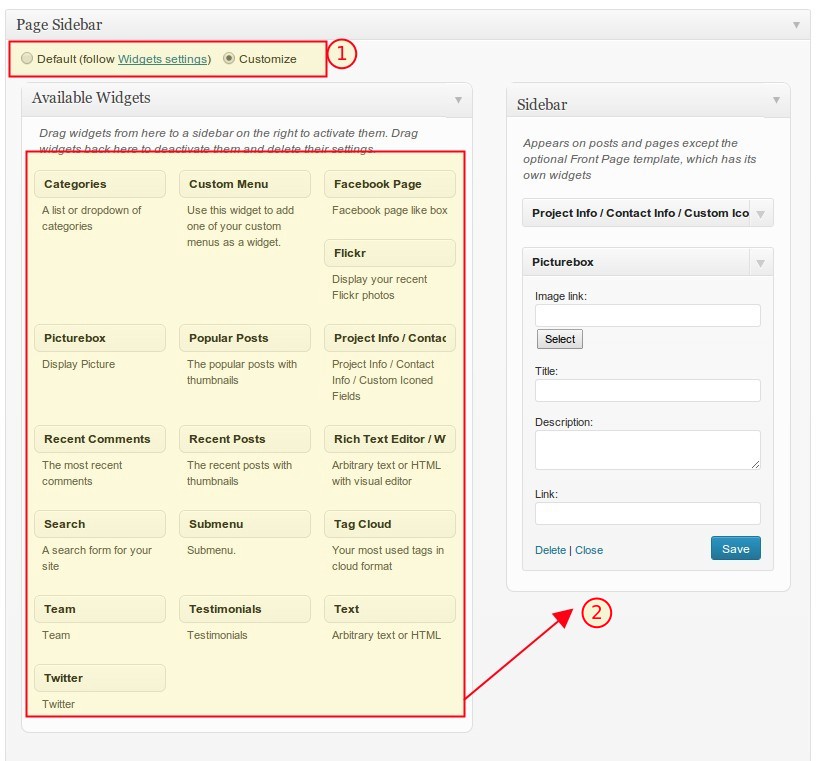 Page Sidebar
Default (follow Widgets settings) Customize
1
Available Widgets
Drag widgets from here to a sidebar on the right to activate them. Drag
widgets back here to deactivate them and delete their settings.
Categories
A list or dropdown of
categories
Custom Menu
Use this widget to add
one of your custom
menus as a widget.
Facebook Page
Facebook page like box
Flickr
Display your recent
Flickr photos
Picturebox
Display Picture
Popular Posts
The popular posts with
thumbnails
Project Info / Contac
Project Info / Contact
Info / Custom Iconed
Fields
Recent Comments
The most recent
comments
Recent Posts
The recent posts with
thumbnails
Rich Text Editor / W
Arbitrary text or HTML
with visual editor
Search
A search form for your
site
Submenu
Submenu.
Tag Cloud
Your most used tags in
cloud format
Team
Team
Testimonials
Testimonials
Text
Arbitrary text or HTML
Twitter
Twitter
Sidebar
Appears on posts and pages except the
optional Front Page template, which has its
own widgets
Project Info / Contact Info / Custom Ico
Picturebox
Image link:
Select
Title:
Description:
Link:
Delete | Close
Save
2